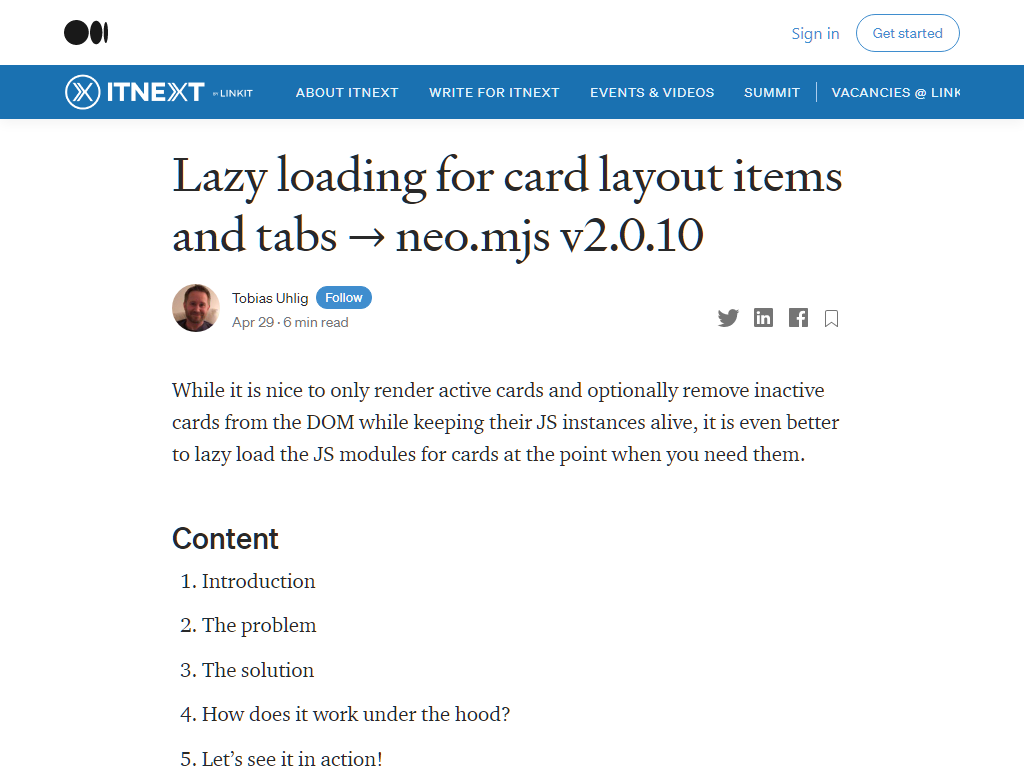 Sign in
Get started
ITNEXT BY LINKIT
ABOUT ITNEXT
WRITE FOR ITNEXT
EVENTS & VIDEOS
SUMMIT
VACANCIES @ LINK
Lazy loading for card layout items
and tabs → neo.mjs v2.0.10
Tobias Uhlig
Follow
Apr 29 · 6 min read
While it is nice to only render active cards and optionally remove inactive
cards from the DOM while keeping their JS instances alive, it is even better
to lazy load the JS modules for cards at the point when you need them.
Content
1. Introduction
2. The problem
3. The solution
4. How does it work under the hood?
5. Let’s see it in action!